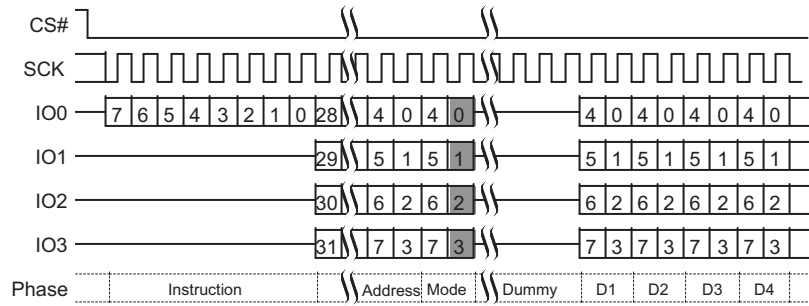 CS#
SCK
IO0 7 6 5 4 3 2 1 0 28 4 0 4 0 4 0 4 0 4 0 4 0
IO1 29 5 1 5 1 5 1 5 1 5 1 5 1
IO2 30 6 2 6 2 6 2 6 2 6 2 6 2
IO3 31 7 3 7 3 7 3 7 3 7 3 7 3
Phase Instruction Address Mode Dummy D1 D2 D3 D4